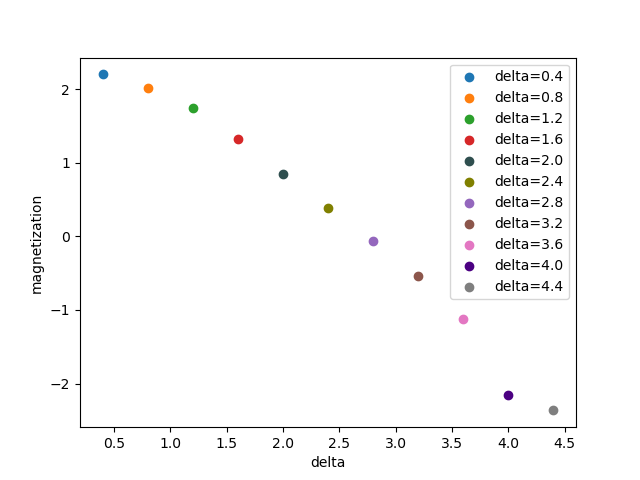 delta=0.4
delta=0.8
delta=1.2
delta=1.6
delta=2.0
delta=2.4
delta=2.8
delta=3.2
delta=3.6
delta=4.0
delta=4.4
magnetization
2
1
0
−1
−2
0.5 1.0 1.5 2.0 2.5 3.0 3.5 4.0 4.5
delta